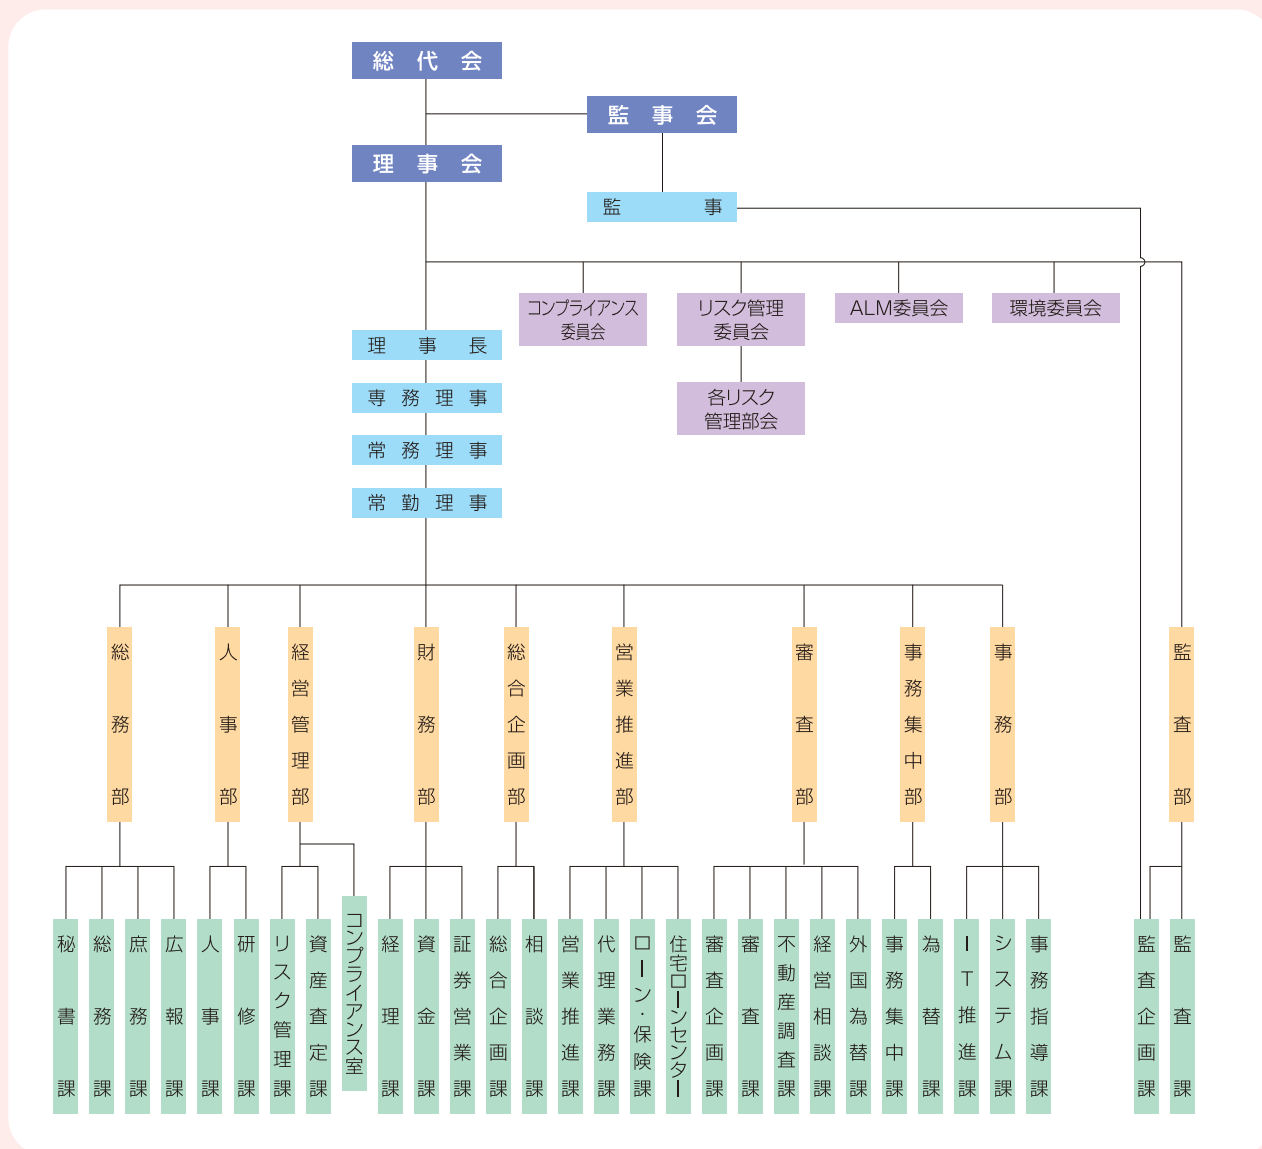 総代会
監事会
理事会
監事
コンプライアンス
委員会
リスク管理
委員会
ALM委員会
環境委員会
理事長
各リスク
管理部会
専務理事
常務理事
常勤理事
総務部
人事部
経営管理部
財務部
総合企画部
営業推進部
審査部
事務集中部
事務部
監査部
秘書課
総務課
庶務課
広報課
人事課
研修課
リスク管理課
資産査定課
コンプライアンス室
経理課
資金課
証券営業課
総合企画課
相談課
営業推進課
代理業務課
ローン・保険課
住宅ローンセンター
審査企画課
審査課
不動産調査課
経営相談課
外国為替課
事務集中課
為替課
IT推進課
システム課
事務指導課
監査企画課
監査課